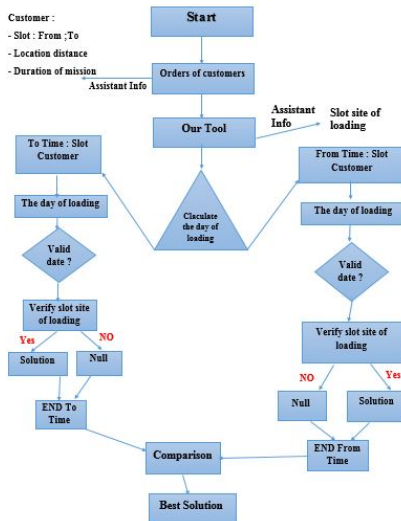 Customer :
- Slot : From ;To
- Location distance
- Duration of mission
Start
Orders of customers
Assistant Info
Our Tool
Assistant
Info
Slot site of
loading
To Time : Slot
Customer
From Time : Slot
Customer
Claculate
the day of
loading
The day of loading
The day of loading
Valid
date ?
Valid
date ?
Verify slot site
of loading
Verify slot site of
loading
Yes
NO
NO
Yes
Solution
Null
Null
Solution
END To
Time
END From
Time
Comparison
Best Solution